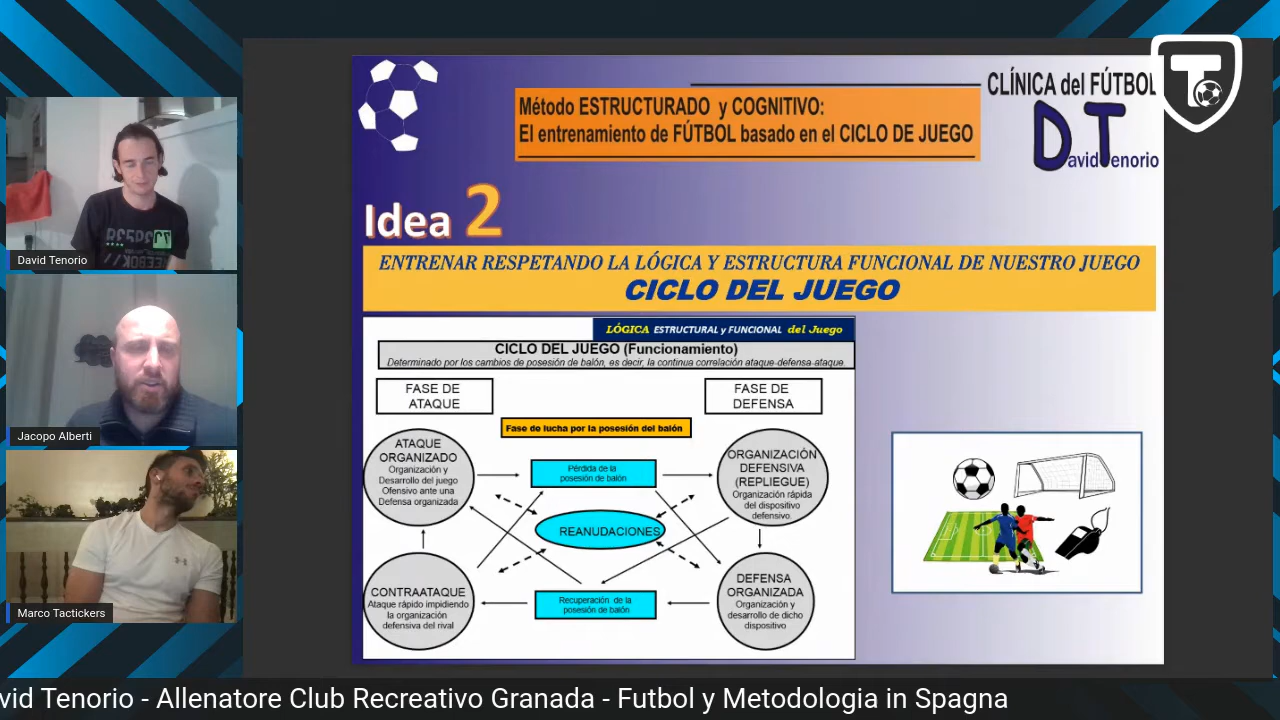 CLÍNICA del FÚTBOL
DT
David Tenorio
Método ESTRUCTURADO y COGNITIVO:
El entrenamiento de FÚTBOL basado en el CICLO DE JUEGO
Idea 2
ENTRENAR RESPETANDO LA LÓGICA Y ESTRUCTURA FUNCIONAL DE NUESTRO JUEGO
CICLO DEL JUEGO
LÓGICA ESTRUCTURAL y FUNCIONAL del Juego
CICLO DEL JUEGO (Funcionamiento)
Determinado por los cambios de posesión de balón, es decir, la continua correlación ataque-defensa-ataque.
FASE DE
ATAQUE
FASE DE
DEFENSA
Fase de lucha por la posesión del balón
ATAQUE
ORGANIZADO
Organización y
Desarrollo del juego
Ofensivo ante una
Defensa organizada
Pérdida de la
posesión de balón
ORGANIZACIÓN
DEFENSIVA
(REPLIEGUE)
Organización rápida
del dispositivo
defensivo.
REANUDACIONES
CONTRAATAQUE
Ataque rápido impidiendo
la organización
defensiva del rival
Recuperación de la
posesión de balón
DEFENSA
ORGANIZADA
Organización y
desarrollo de dicho
dispositivo
David Tenorio
Jacopo Alberti
Marco Tactickers
vid Tenorio - Allenatore Club Recreativo Granada - Futbol y Metodologia in Spagna